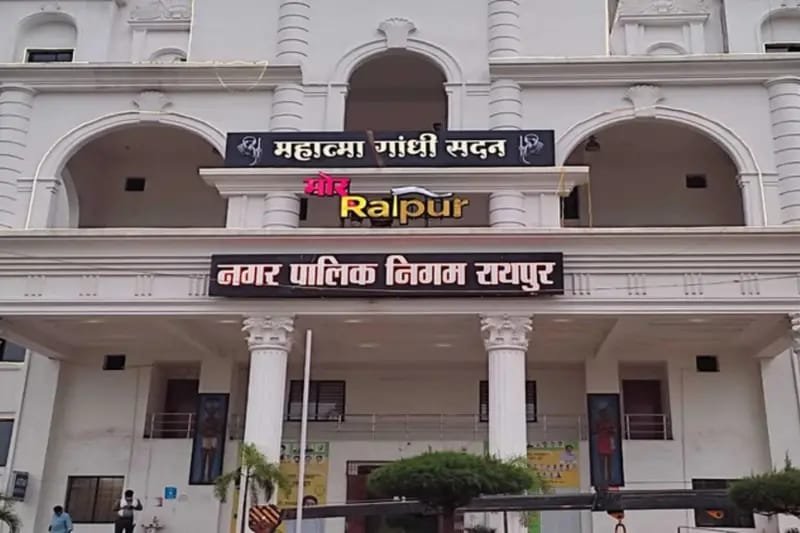 महात्मा गांधी सदन
मोर
Raipur
नगर पालिक निगम रायपुर